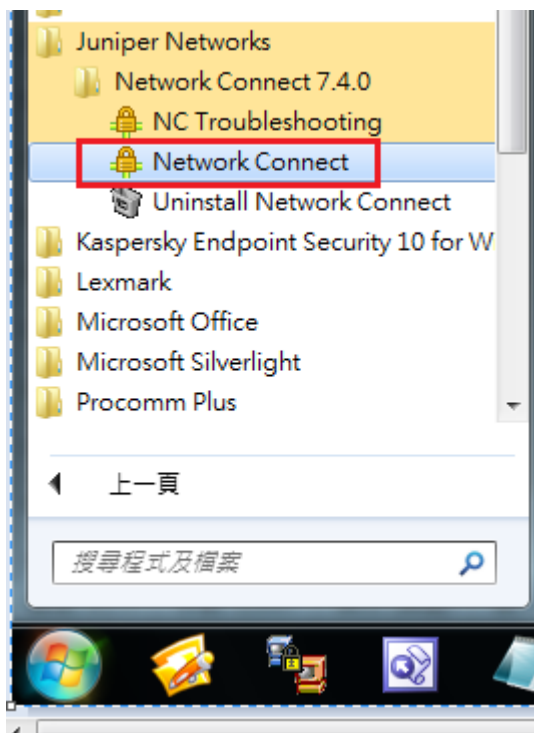 Juniper Networks
Network Connect 7.4.0
NC Troubleshooting
Network Connect
Uninstall Network Connect
Kaspersky Endpoint Security 10 for W
Lexmark
Microsoft Office
Microsoft Silverlight
Procomm Plus
上一頁
搜尋程式及檔案